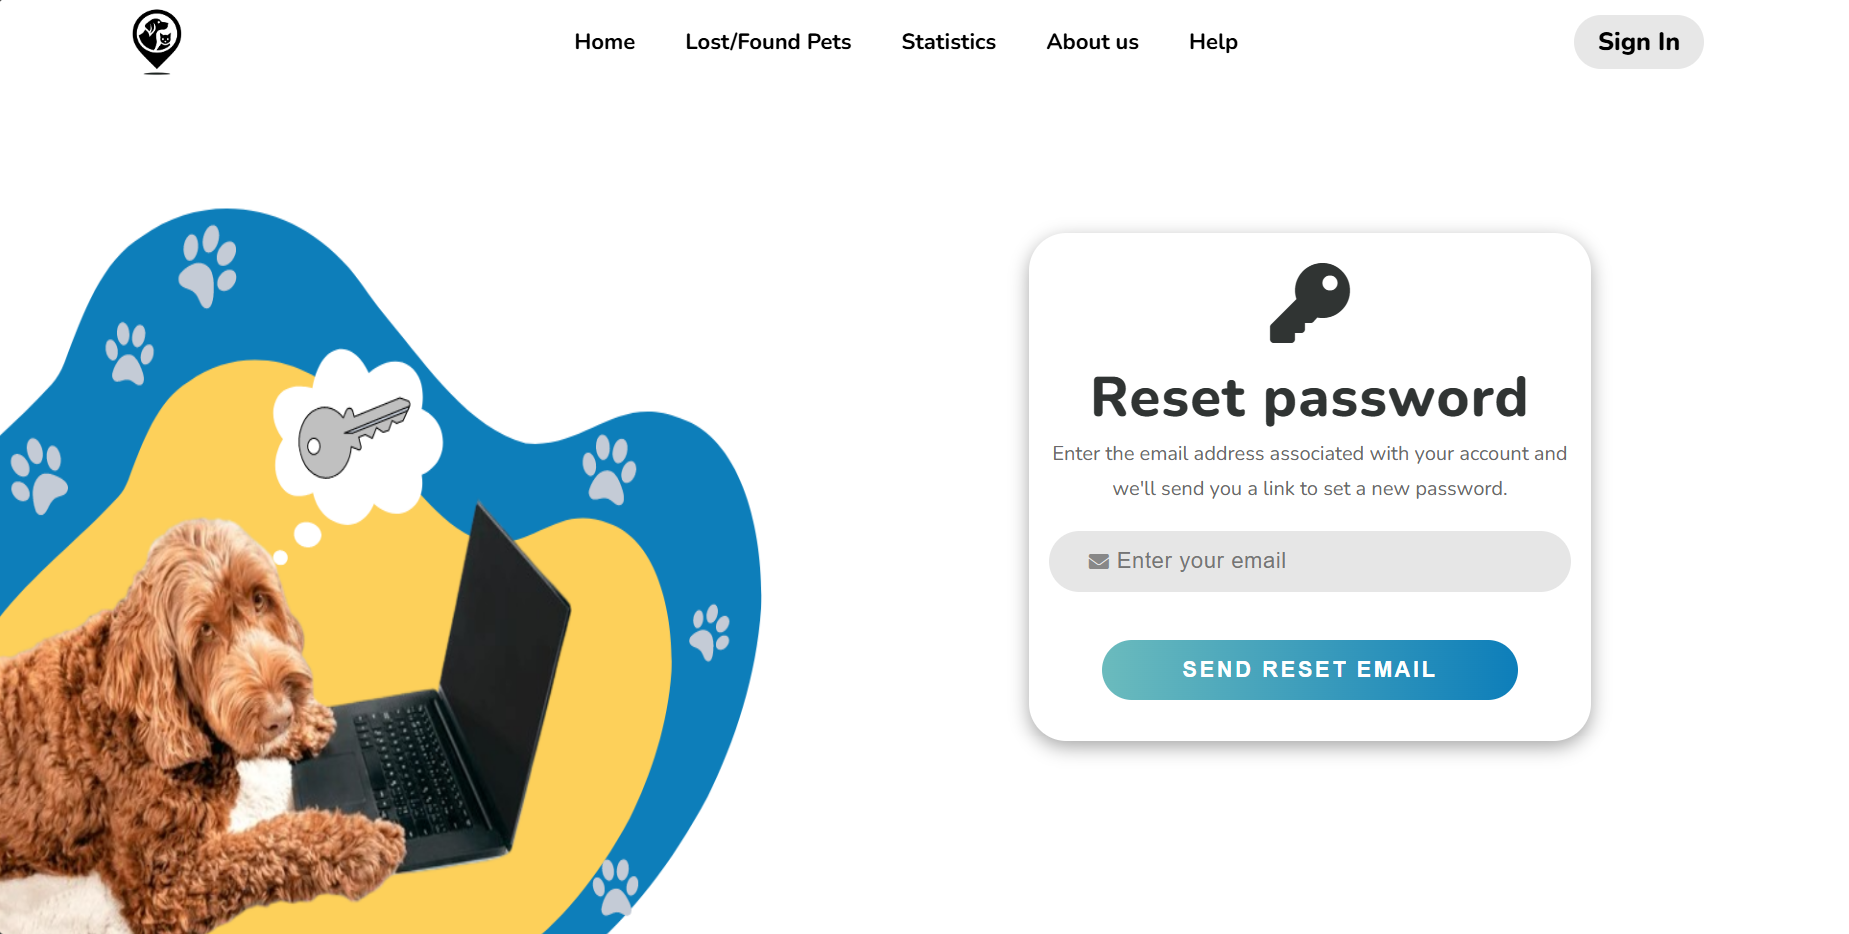 Home
Lost/Found Pets
Statistics
About us
Help
Sign In
Reset password
Enter the email address associated with your account and
we'll send you a link to set a new password.
Enter your email
SEND RESET EMAIL